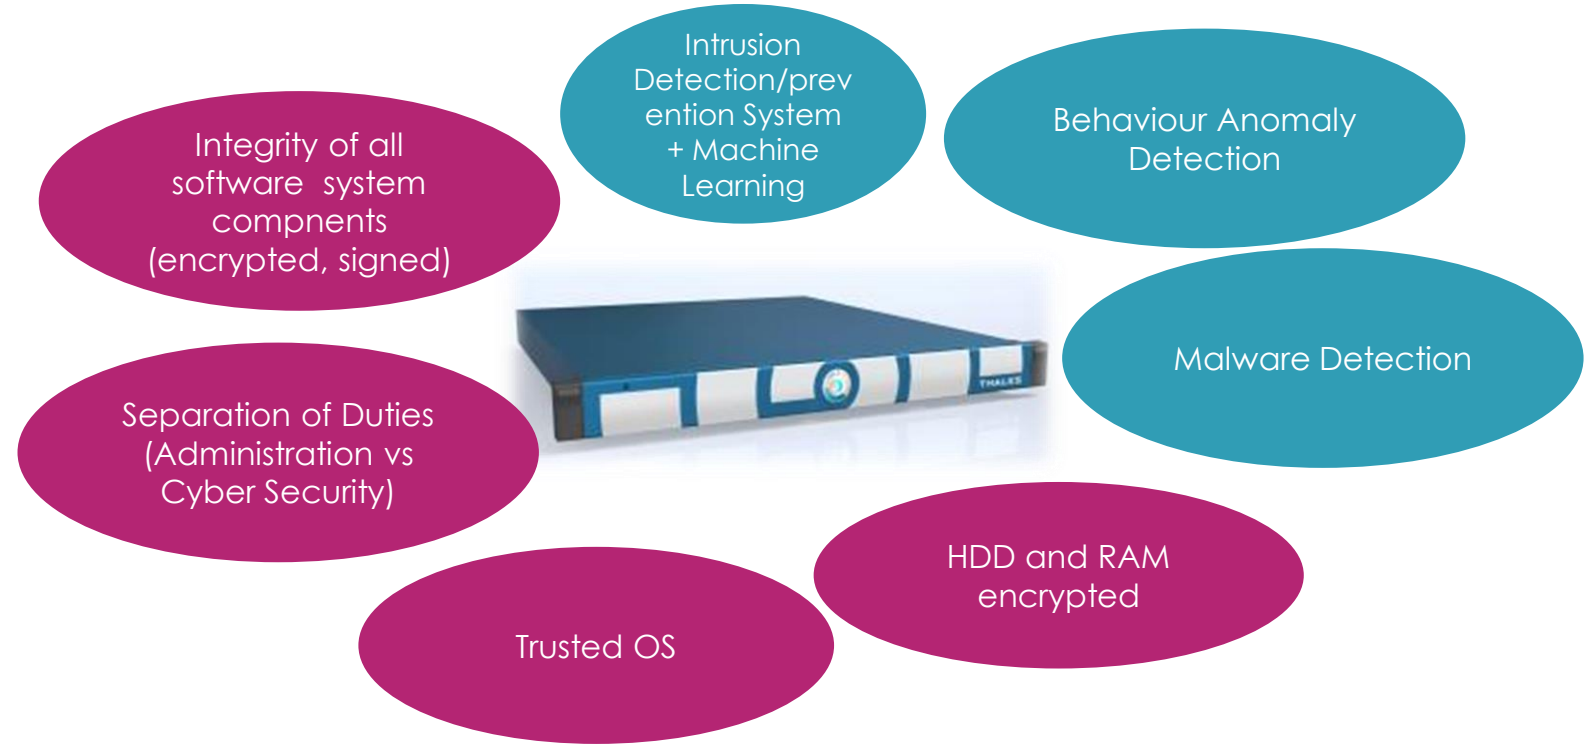 Intrusion
Detection/prev
ention System
+ Machine
Learning
Behaviour Anomaly
Detection
Integrity of all
software system
compnents
(encrypted, signed)
Malware Detection
THALES
Separation of Duties
(Administration vs
Cyber Security)
HDD and RAM
encrypted
Trusted OS